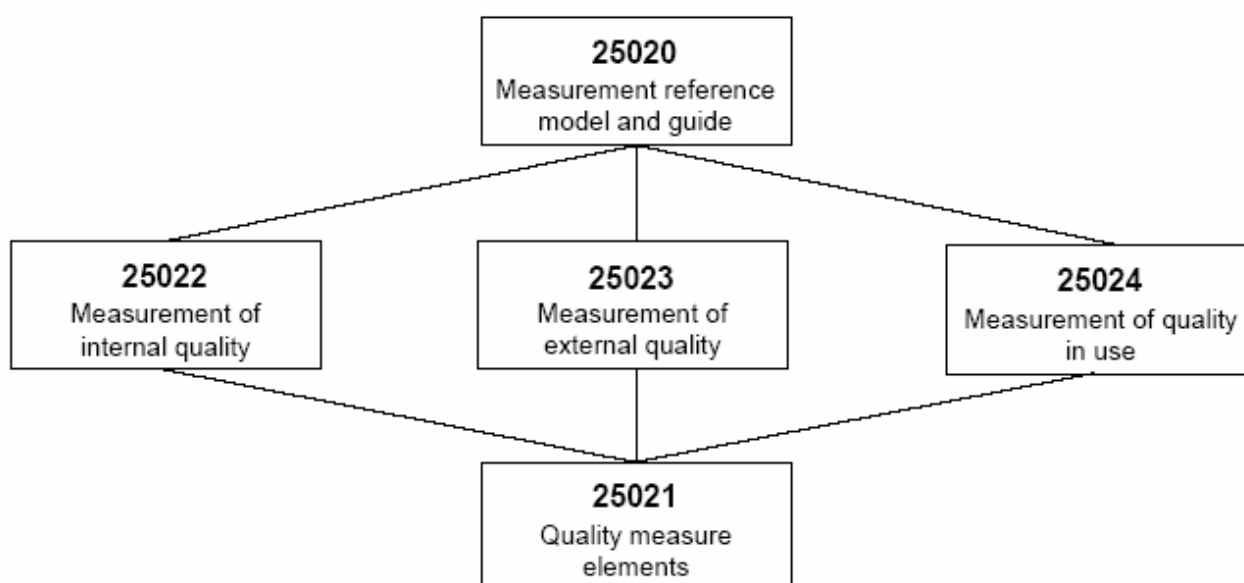 25020
Measurement reference
model and guide
25022
Measurement of
internal quality
25023
Measurement of
external quality
25024
Measurement of quality
in use
25021
Quality measure
elements